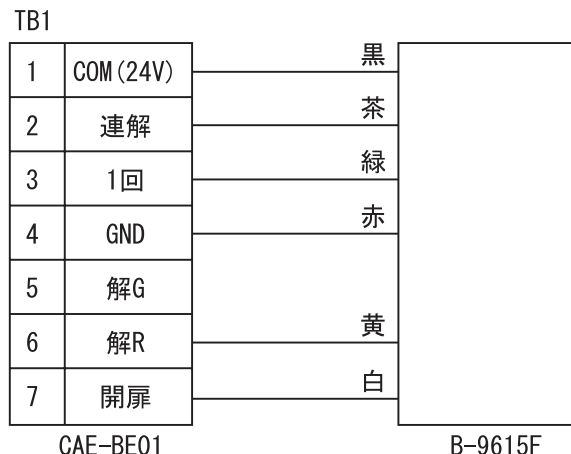 TB1
1 COM(24V) 黒
2 連解 茶
3 1回 緑
4 GND 赤
5 解G
6 解R 黄
7 開扉 白
CAE-BE01 B-9615F